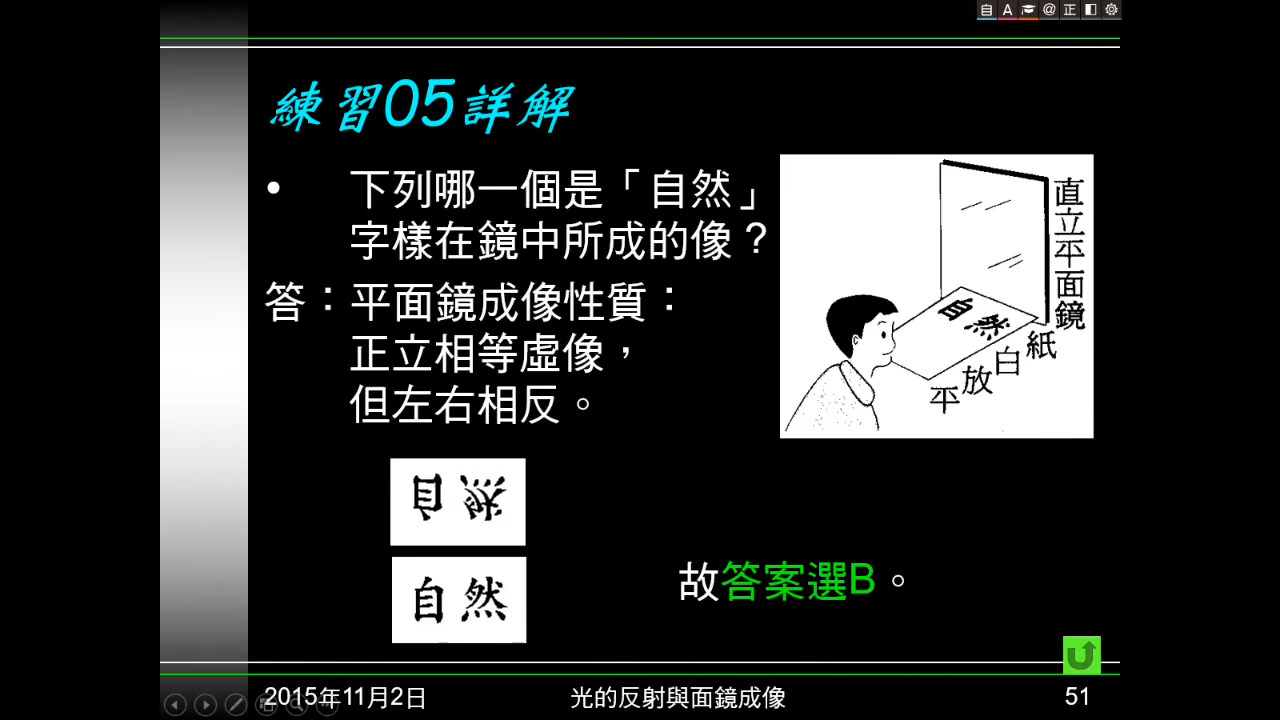 自 A @ 正
練習05詳解
• 下列哪一個是「自然」
字樣在鏡中所成的像？
答：平面鏡成像性質：
正立相等虛像，
但左右相反。
直立平面鏡
自然
平放白紙
自然
自然
故答案選B。
2015年11月2日
光的反射與面鏡成像
51